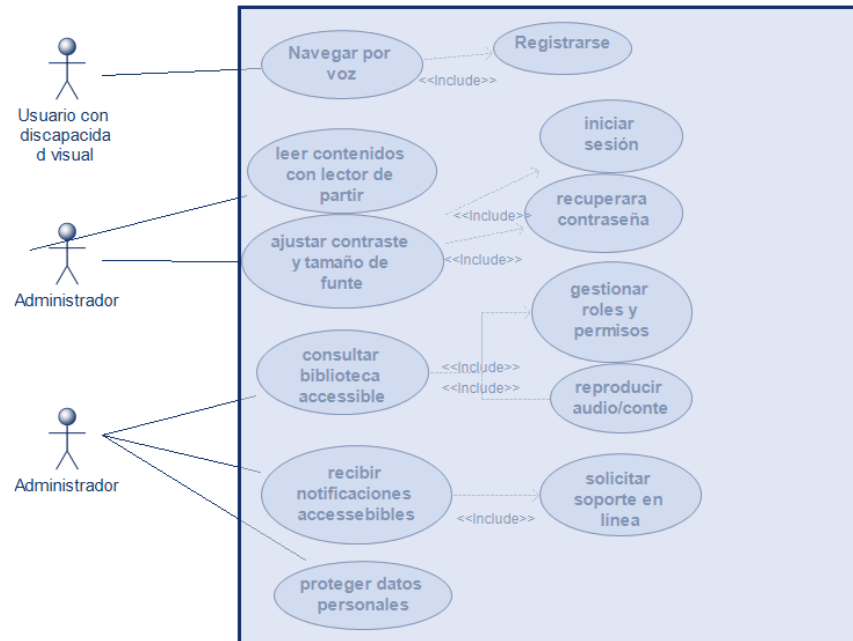 Navegar por
voz
Registrarse
<<Include>>
Usuario con
discapacida
d visual
leer contenidos
con lector de
partir
iniciar
sesión
<<Include>>
recuperara
contraseña
ajustar contraste
y tamaño de
funte
<<Include>>
Administrador
gestionar
roles y
permisos
consultar
biblioteca
accessible
<<Include>>
<<Include>>
reproducir
audio/conte
Administrador
recibir
notificaciones
accessebibles
solicitar
soporte en
línea
<<Include>>
proteger datos
personales